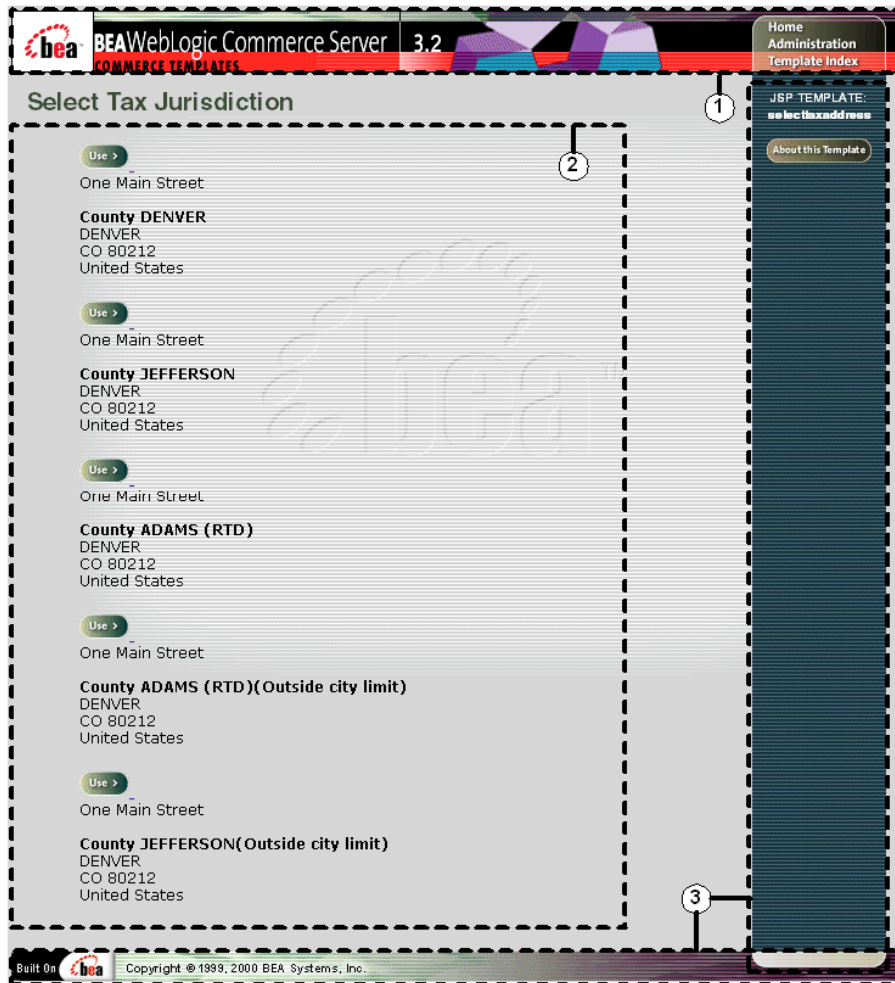 bea
BEAWebLogic Commerce Server 3.2
COMMERCE TEMPLATES
Home
Administration
Template Index
1
Select Tax Jurisdiction
JSP TEMPLATE:
selecttaxaddress
About this Template
2
Use >
One Main Street
County DENVER
DENVER
CO 80212
United States
Use >
One Main Street
County JEFFERSON
DENVER
CO 80212
United States
bea TM
Use >
One Main Street
County ADAMS (RTD)
DENVER
CO 80212
United States
Use >
One Main Street
County ADAMS (RTD)(Outside city limit)
DENVER
CO 80212
United States
Use >
One Main Street
County JEFFERSON(Outside city limit)
DENVER
CO 80212
United States
3
Built On bea Copyright © 1999, 2000 BEA Systems, Inc.